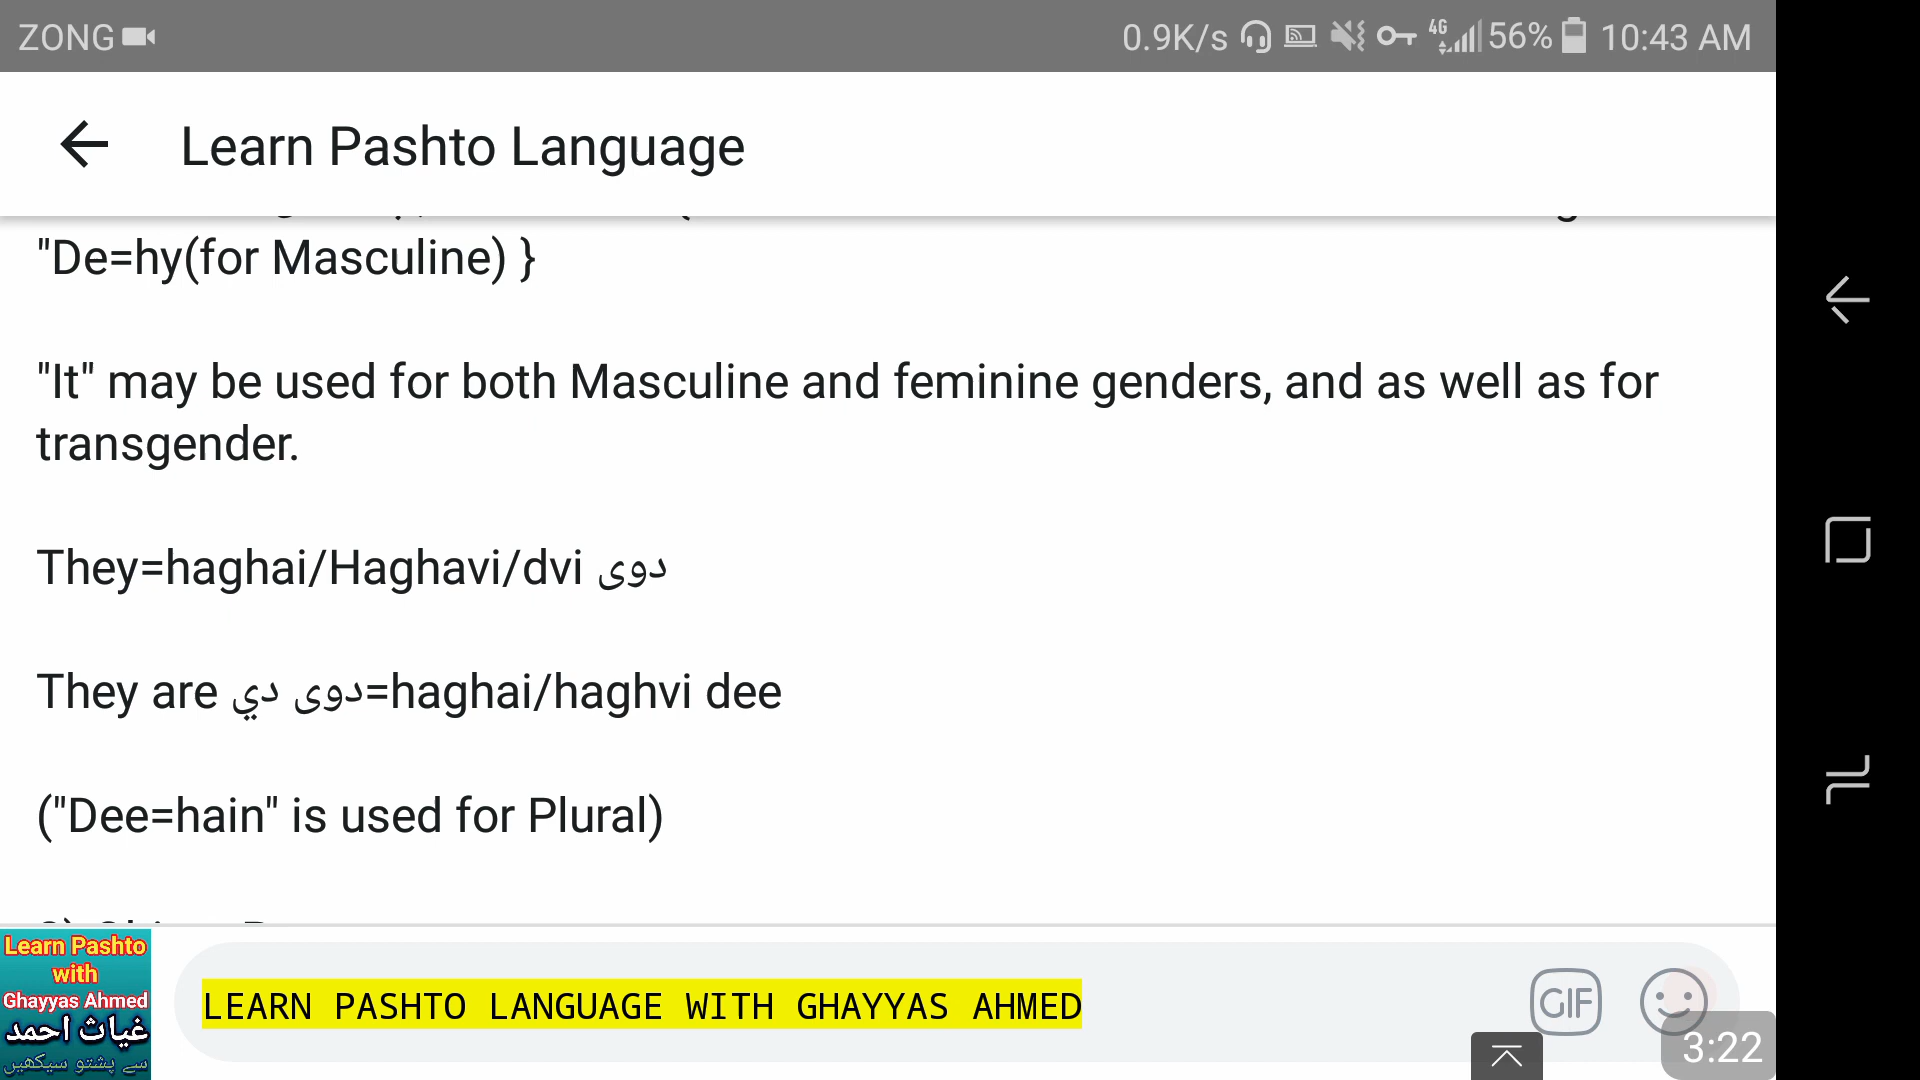 ZONG
0.9K/s 4G 56% 10:43 AM
Learn Pashto Language
"De=hy(for Masculine) }
"It" may be used for both Masculine and feminine genders, and as well as for
transgender.
They=haghai/Haghavi/dvi دوی
They are دوی دي=haghai/haghvi dee
("Dee=hain" is used for Plural)
Learn Pashto
with
Ghayyas Ahmed
غیاث احمد
سے پشتو سیکھیں
LEARN PASHTO LANGUAGE WITH GHAYYAS AHMED
GIF
3:22